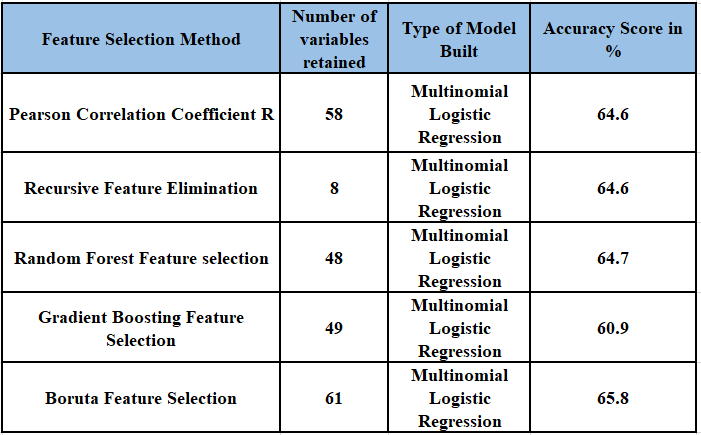 Feature Selection Method
Number of
variables
retained
Type of Model
Built
Accuracy Score in
%
Pearson Correlation Coefficient R
58
Multinomial
Logistic
Regression
64.6
Recursive Feature Elimination
8
Multinomial
Logistic
Regression
64.6
Random Forest Feature selection
48
Multinomial
Logistic
Regression
64.7
Gradient Boosting Feature
Selection
49
Multinomial
Logistic
Regression
60.9
Boruta Feature Selection
61
Multinomial
Logistic
Regression
65.8